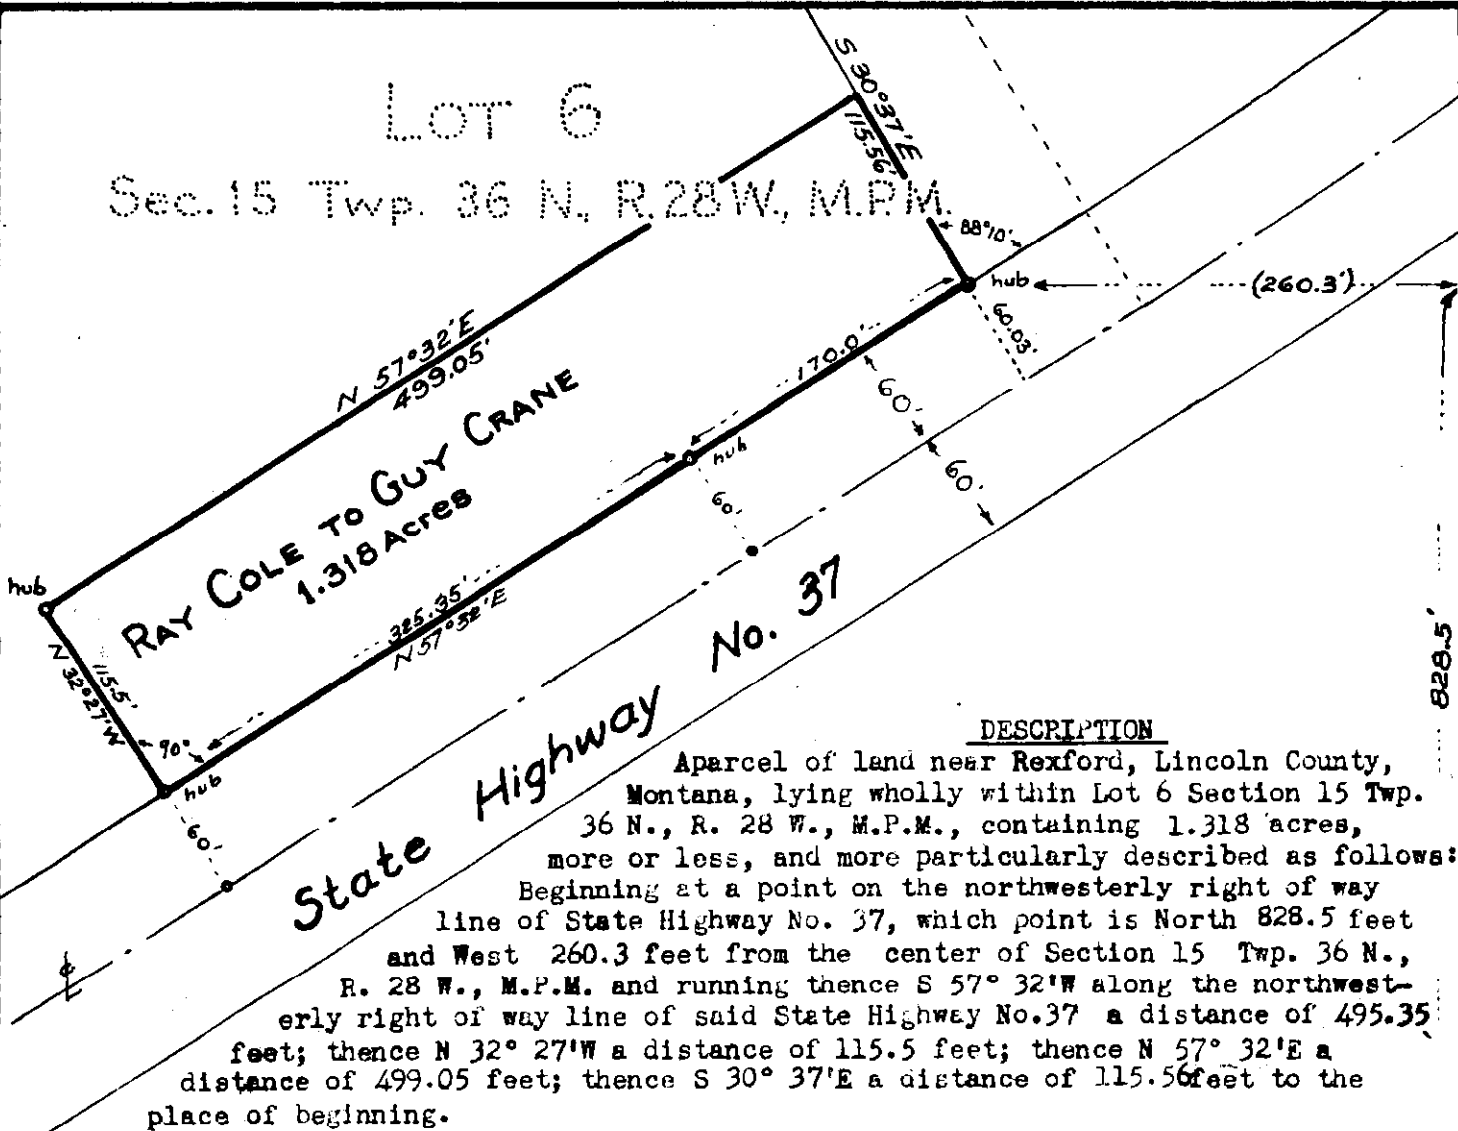 LOT 6
Sec. 15 Twp. 36 N., R. 28 W., M.P.M.
S 30°37'E
115.56'
88°10'
hub
(260.3')
60.03'
N 57°32'E
499.05'
170.0'
60'
60'
RAY COLE TO GUY CRANE
1.318 Acres
hub
60'
hub
325.35'
N 57°32'E
115.5'
N 32°27'W
90°
hub
60'
State Highway No. 37
828.5'
℄
DESCRIPTION
Aparcel of land near Rexford, Lincoln County,
Montana, lying wholly within Lot 6 Section 15 Twp.
36 N., R. 28 W., M.P.M., containing 1.318 acres,
more or less, and more particularly described as follows:
Beginning at a point on the northwesterly right of way
line of State Highway No. 37, which point is North 828.5 feet
and West 260.3 feet from the center of Section 15 Twp. 36 N.,
R. 28 W., M.P.M. and running thence S 57° 32'W along the northwest-
erly right of way line of said State Highway No.37 a distance of 495.35
feet; thence N 32° 27'W a distance of 115.5 feet; thence N 57° 32'E a
distance of 499.05 feet; thence S 30° 37'E a distance of 115.56feet to the
place of beginning.